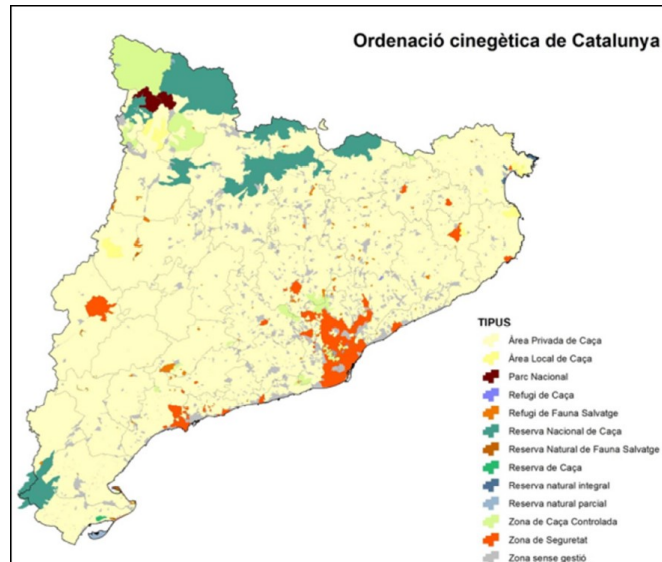 Ordenació cinegètica de Catalunya
TIPUS
Àrea Privada de Caça
Àrea Local de Caça
Parc Nacional
Refugi de Caça
Refugi de Fauna Salvatge
Reserva Nacional de Caça
Reserva Natural de Fauna Salvatge
Reserva de Caça
Reserva natural integral
Reserva natural parcial
Zona de Caça Controlada
Zona de Seguretat
Zona sense gestió